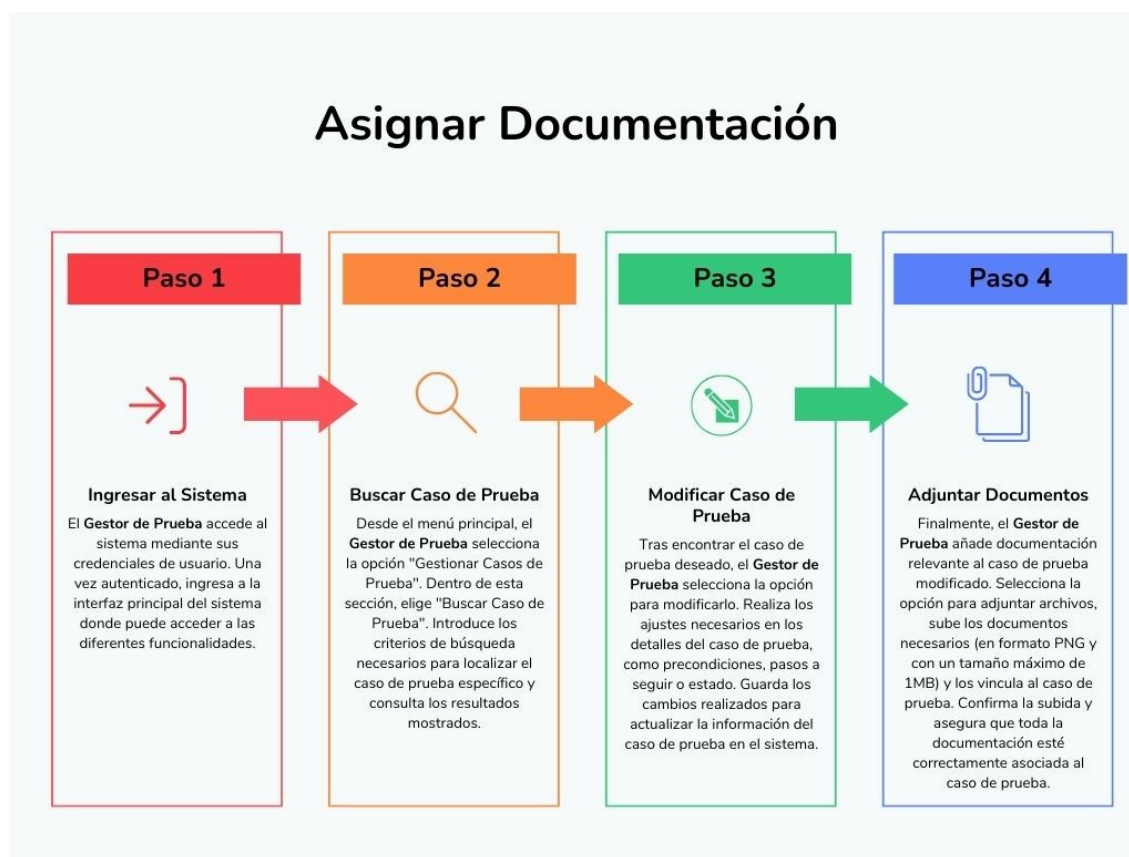 Asignar Documentación
Paso 1
Ingresar al Sistema
El Gestor de Prueba accede al
sistema mediante sus
credenciales de usuario. Una
vez autenticado, ingresa a la
interfaz principal del sistema
donde puede acceder a las
diferentes funcionalidades.
Paso 2
Buscar Caso de Prueba
Desde el menú principal, el
Gestor de Prueba selecciona
la opción "Gestionar Casos de
Prueba". Dentro de esta
sección, elige "Buscar Caso de
Prueba". Introduce los
criterios de búsqueda
necesarios para localizar el
caso de prueba específico y
consulta los resultados
mostrados.
Paso 3
Modificar Caso de
Prueba
Tras encontrar el caso de
prueba deseado, el Gestor de
Prueba selecciona la opción
para modificarlo. Realiza los
ajustes necesarios en los
detalles del caso de prueba,
como precondiciones, pasos a
seguir o estado. Guarda los
cambios realizados para
actualizar la información del
caso de prueba en el sistema.
Paso 4
Adjuntar Documentos
Finalmente, el Gestor de
Prueba añade documentación
relevante al caso de prueba
modificado. Selecciona la
opción para adjuntar archivos,
sube los documentos
necesarios (en formato PNG y
con un tamaño máximo de
1MB) y los vincula al caso de
prueba. Confirma la subida y
asegura que toda la
documentación esté
correctamente asociada al
caso de prueba.